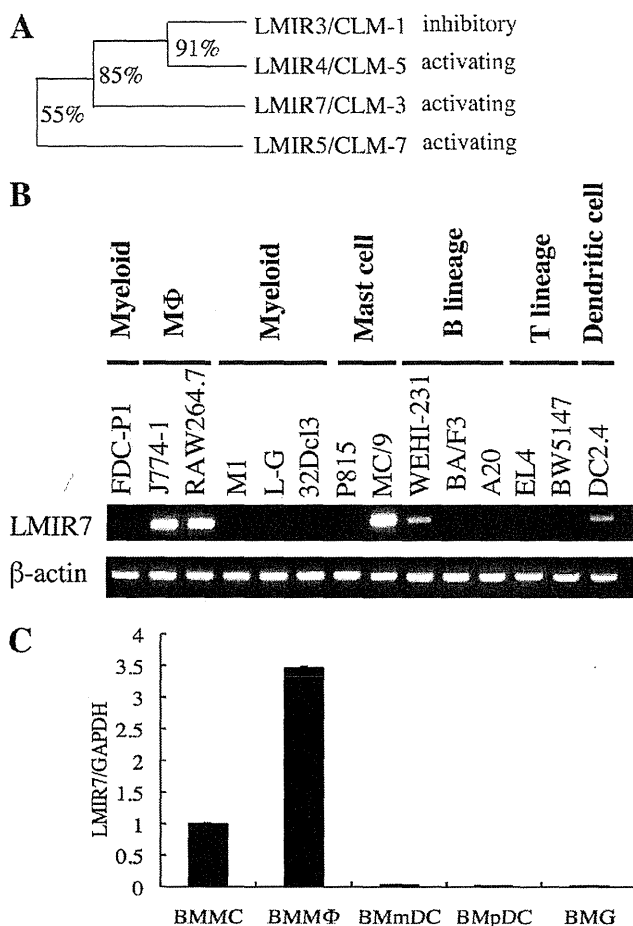 A
LMIR3/CLM-1 inhibitory
91%
LMIR4/CLM-5 activating
85%
LMIR7/CLM-3 activating
55%
LMIR5/CLM-7 activating
B
Myeloid
MΦ
Myeloid
Mast cell
B lineage
T lineage
Dendritic cell
FDC-P1
J774-1
RAW264.7
M1
L-G
32Dcl3
P815
MC/9
WEHI-231
BA/F3
A20
EL4
BW5147
DC2.4
LMIR7
β-actin
C
LMIR7/GAPDH
4
3.5
3
2.5
2
1.5
1
0.5
0
BMMC BMMΦ BMmDC BMpDC BMG